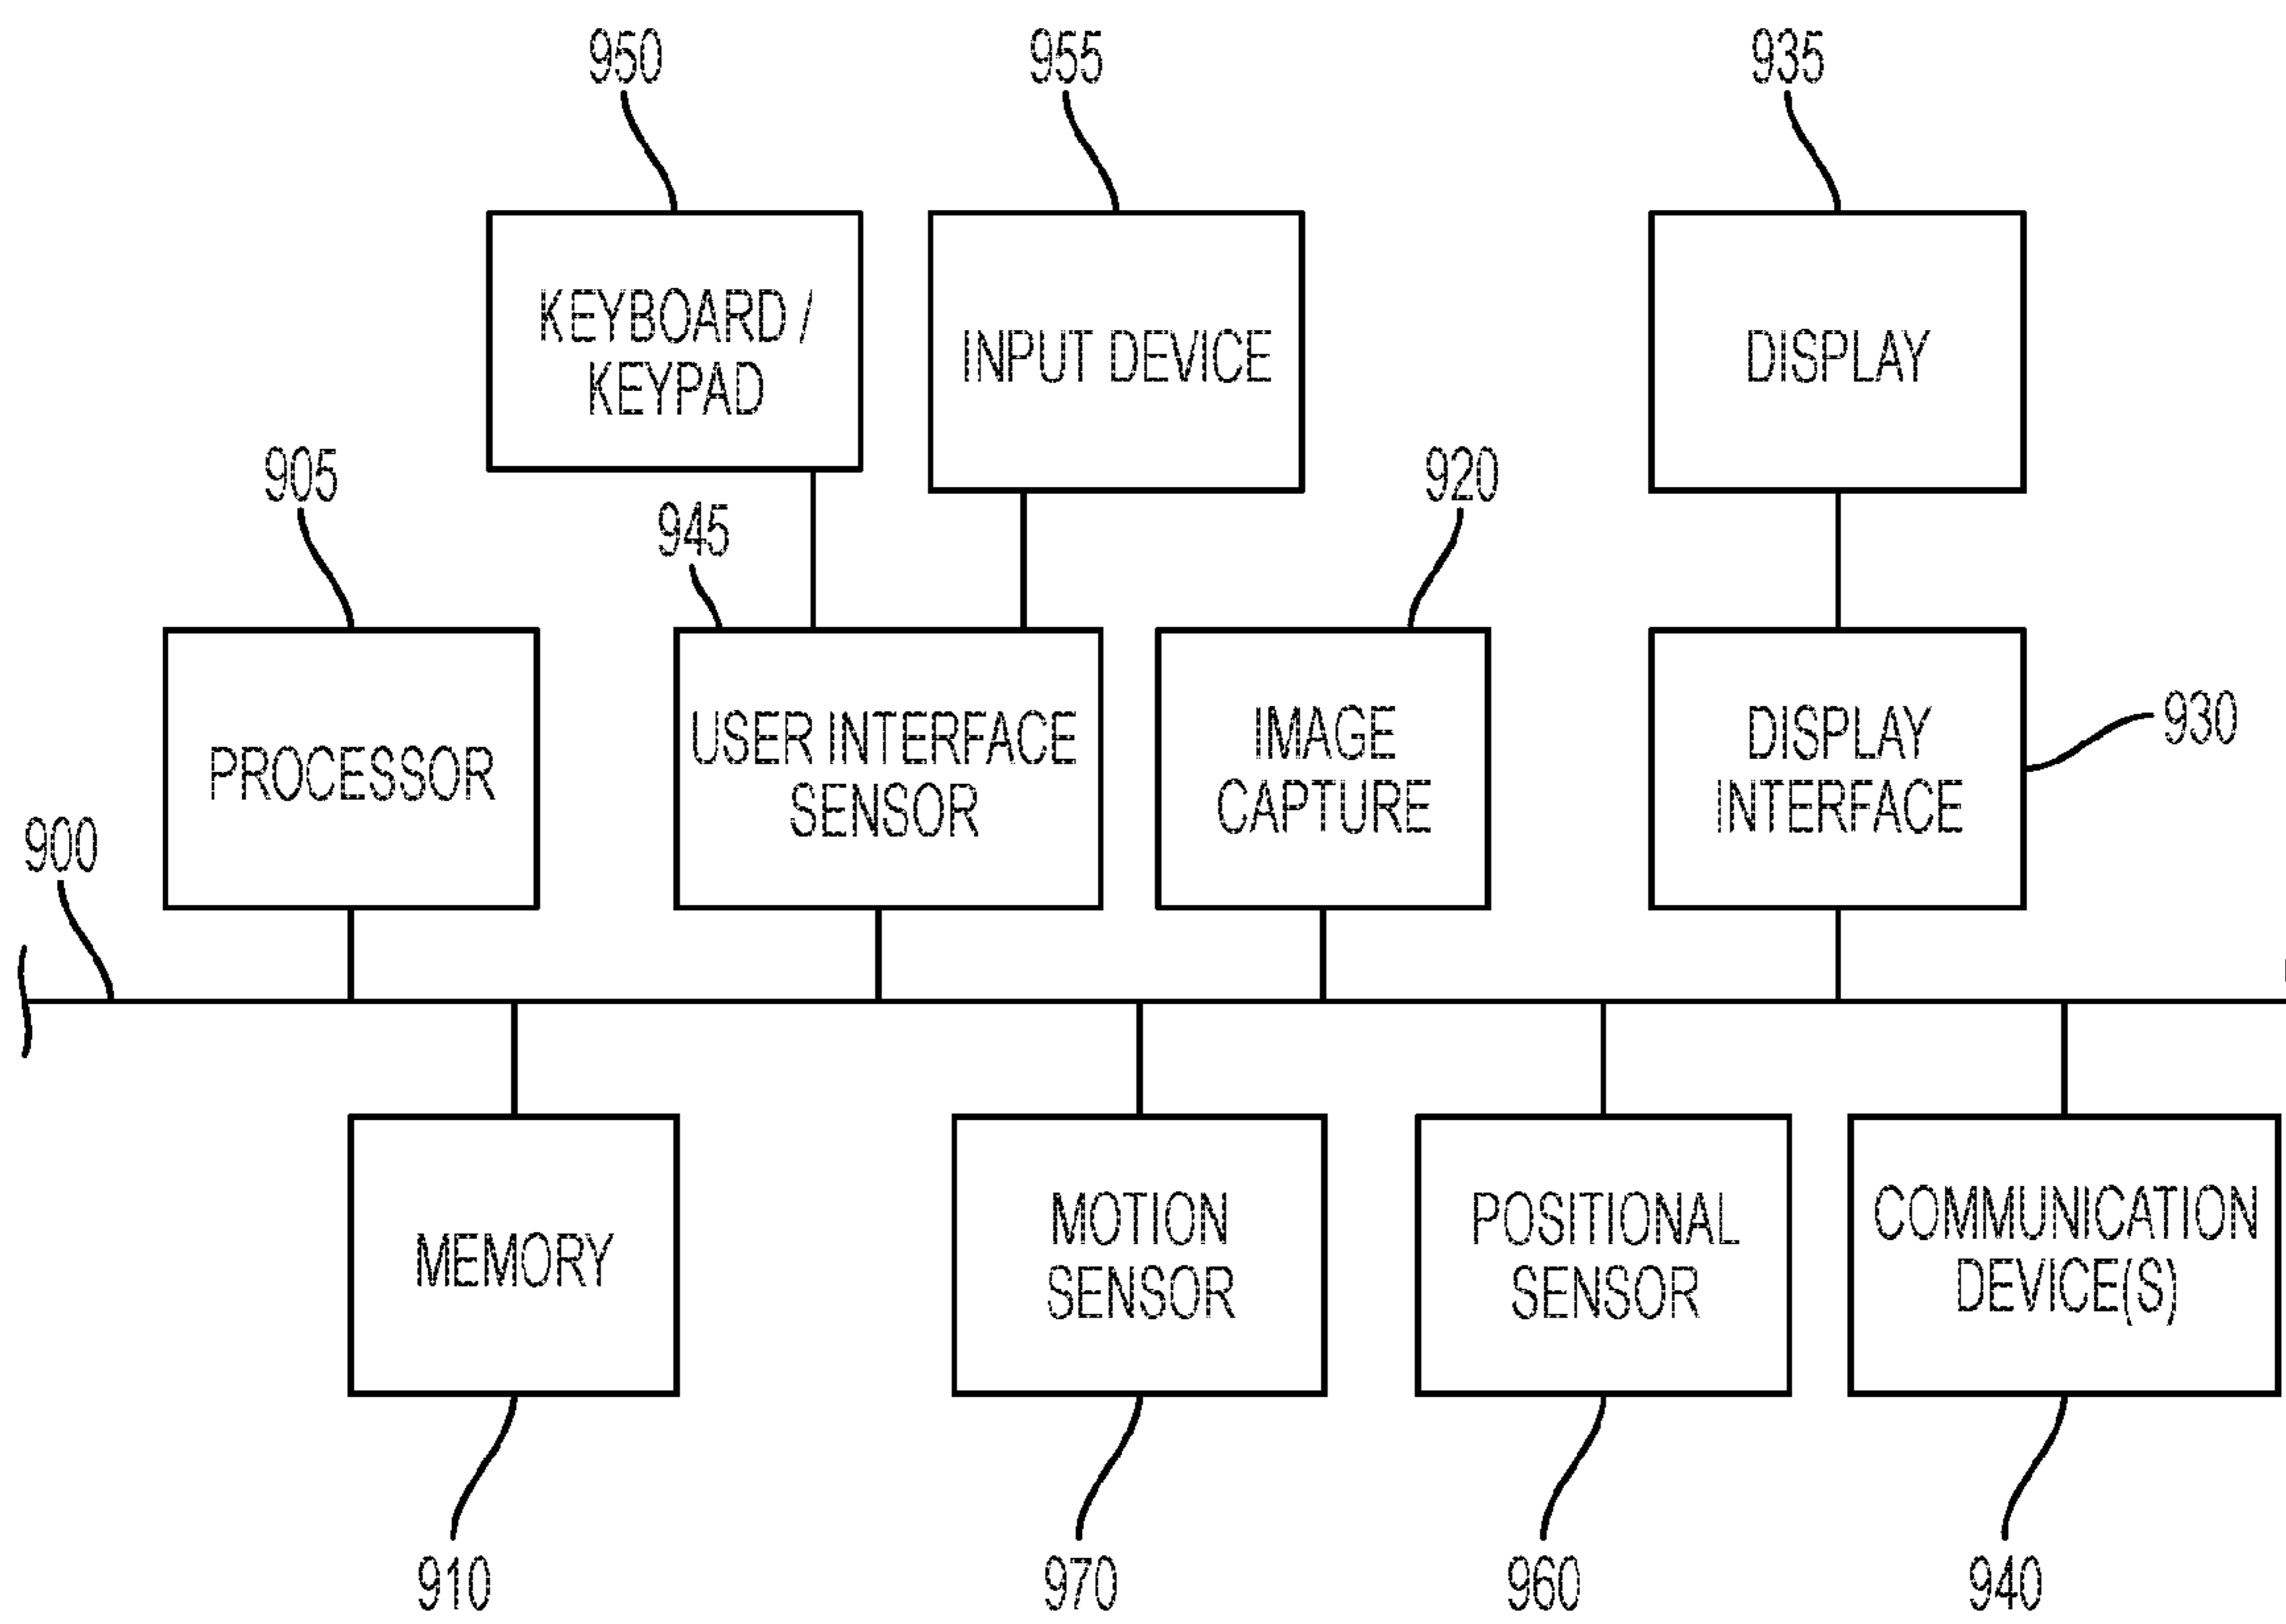 950
955
935
KEYBOARD /
KEYPAD
INPUT DEVICE
DISPLAY
905
945
920
PROCESSOR
USER INTERFACE
SENSOR
IMAGE
CAPTURE
DISPLAY
INTERFACE
930
900
MEMORY
MOTION
SENSOR
POSITIONAL
SENSOR
COMMUNICATION
DEVICE(S)
910
970
960
940